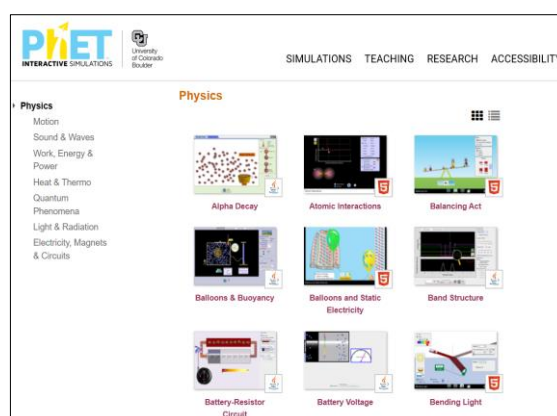 PhET
INTERACTIVE SIMULATIONS
University
of Colorado
Boulder
SIMULATIONS TEACHING RESEARCH ACCESSIBILITY
Physics
Motion
Sound & Waves
Work, Energy &
Power
Heat & Thermo
Quantum
Phenomena
Light & Radiation
Electricity, Magnets
& Circuits
Physics
Alpha Decay
Atomic Interactions
Balancing Act
Balloons & Buoyancy
Balloons and Static
Electricity
Band Structure
Battery-Resistor
Circuit
Battery Voltage
Bending Light